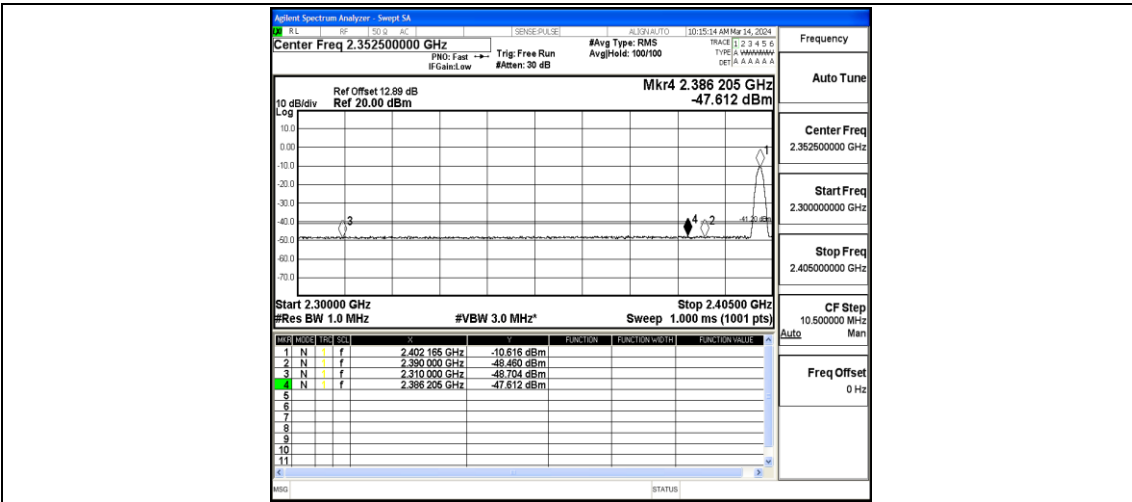 Agilent Spectrum Analyzer - Swept SA
RL RF 50 Ω AC SENSE:PULSE ALIGNAUTO 10:15:14 AM Mar 14, 2024
Center Freq 2.352500000 GHz
PNO: Fast
IFGain:Low
Trig: Free Run
#Atten: 30 dB
#Avg Type: RMS
Avg|Hold: 100/100
TRACE 1 2 3 4 5 6
TYPE A WWWWW
DET A A A A A A
Frequency
Mkr4 2.386 205 GHz
-47.612 dBm
Ref Offset 12.89 dB
10 dB/div Ref 20.00 dBm
Log
10.0
0.00
-10.0
-20.0
-30.0
-40.0
-50.0
-60.0
-70.0
1
3
4
2
-41.20 dBm
Start 2.30000 GHz Stop 2.40500 GHz
#Res BW 1.0 MHz #VBW 3.0 MHz* Sweep 1.000 ms (1001 pts)
MKR MODE TRC SCL X Y FUNCTION FUNCTION WIDTH FUNCTION VALUE
1 N 1 f 2.402 165 GHz -10.616 dBm
2 N 1 f 2.390 000 GHz -48.460 dBm
3 N 1 f 2.310 000 GHz -48.704 dBm
4 N 1 f 2.386 205 GHz -47.612 dBm
5
6
7
8
9
10
11
MSG STATUS
Auto Tune
Center Freq
2.352500000 GHz
Start Freq
2.300000000 GHz
Stop Freq
2.405000000 GHz
CF Step
10.500000 MHz
Auto Man
Freq Offset
0 Hz